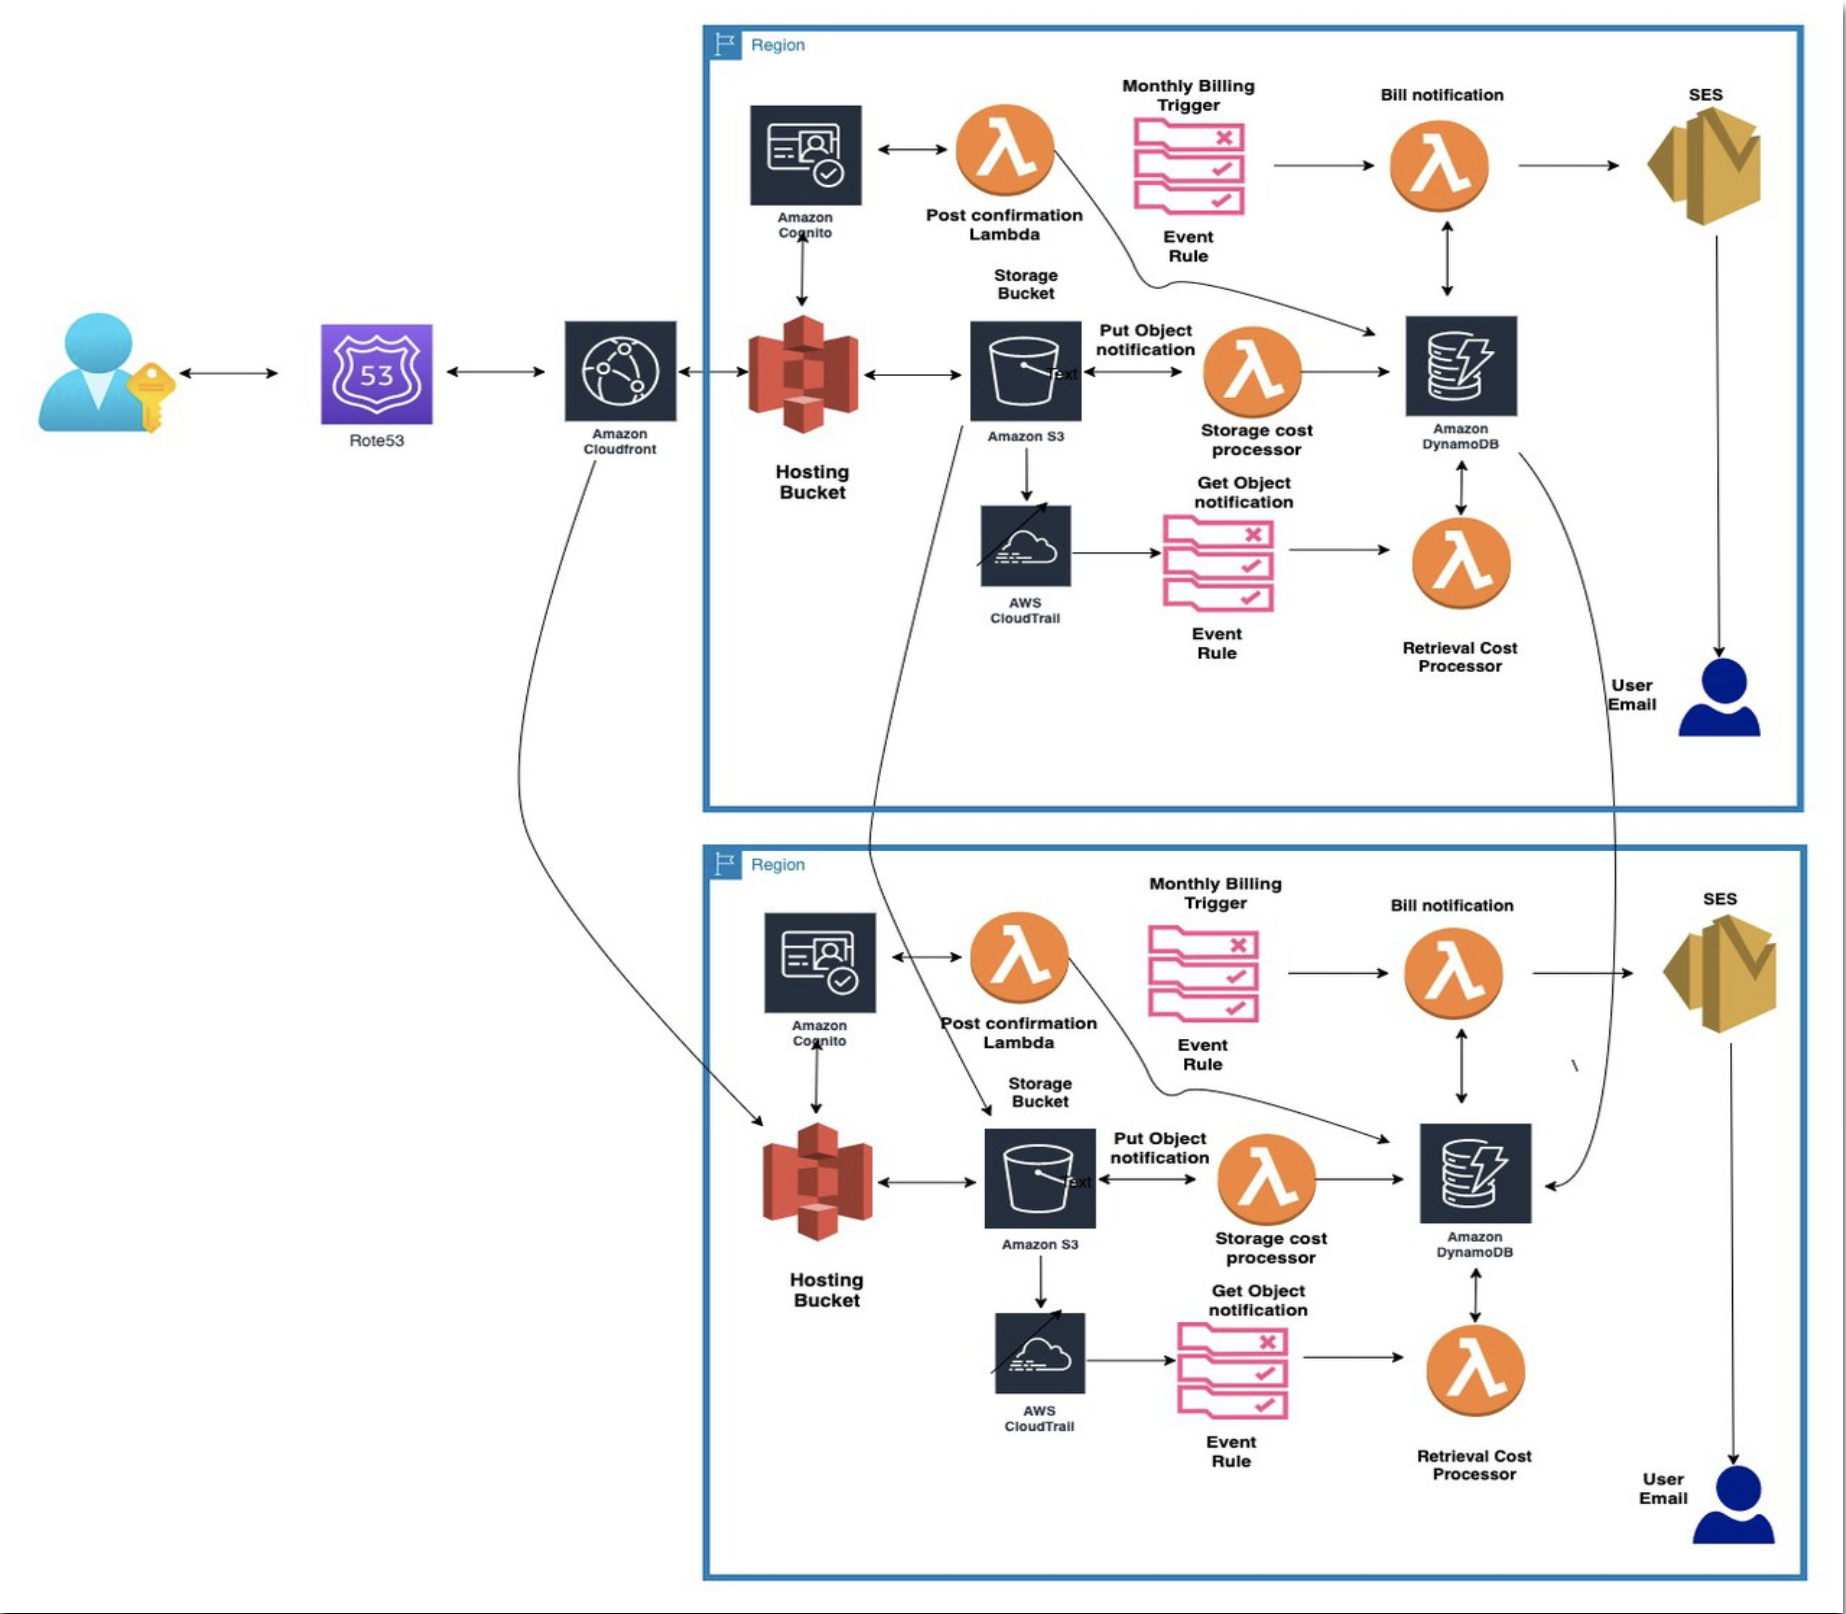 Region
Monthly Billing
Trigger
Bill notification
SES
Amazon
Cognito
Post confirmation
Lambda
Event
Rule
Storage
Bucket
53
Rote53
Amazon
Cloudfront
Hosting
Bucket
Text
Amazon S3
Put Object
notification
Storage cost
processor
Amazon
DynamoDB
Get Object
notification
AWS
CloudTrail
Event
Rule
Retrieval Cost
Processor
User
Email
Region
Monthly Billing
Trigger
Bill notification
SES
Amazon
Cognito
Post confirmation
Lambda
Event
Rule
Storage
Bucket
Hosting
Bucket
Text
Amazon S3
Put Object
notification
Storage cost
processor
Amazon
DynamoDB
Get Object
notification
AWS
CloudTrail
Event
Rule
Retrieval Cost
Processor
User
Email